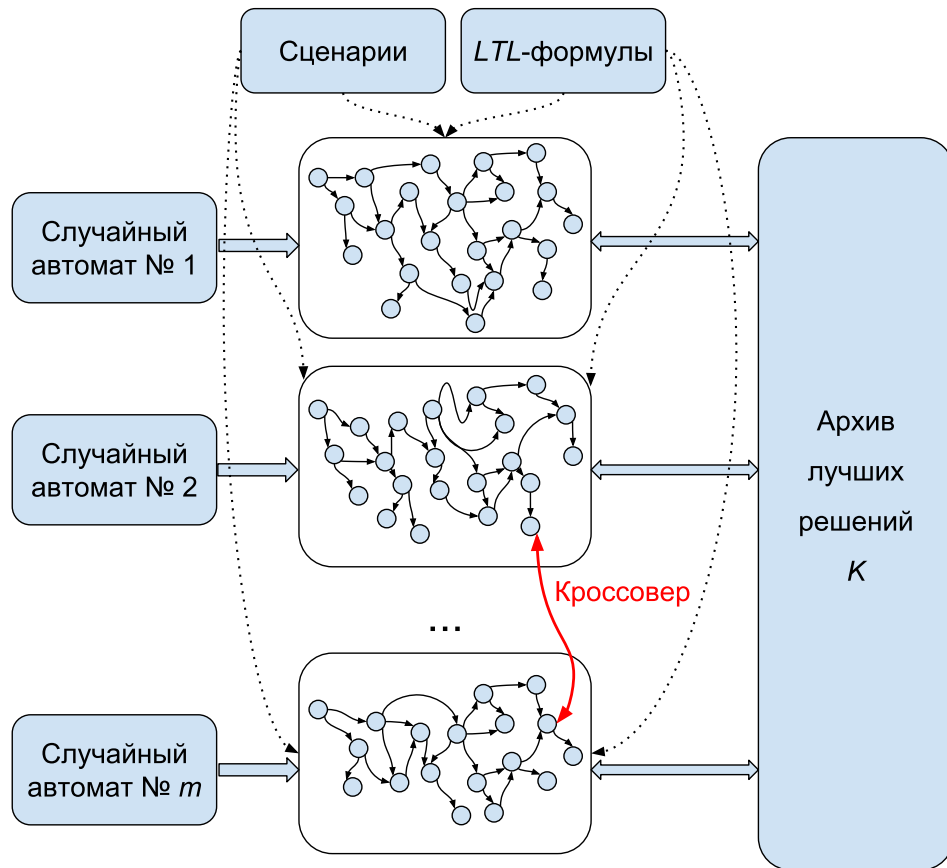 Сценарии
LTL-формулы
Случайный
автомат № 1
Случайный
автомат № 2
Архив
лучших
решений
K
Кроссовер
...
Случайный
автомат № m